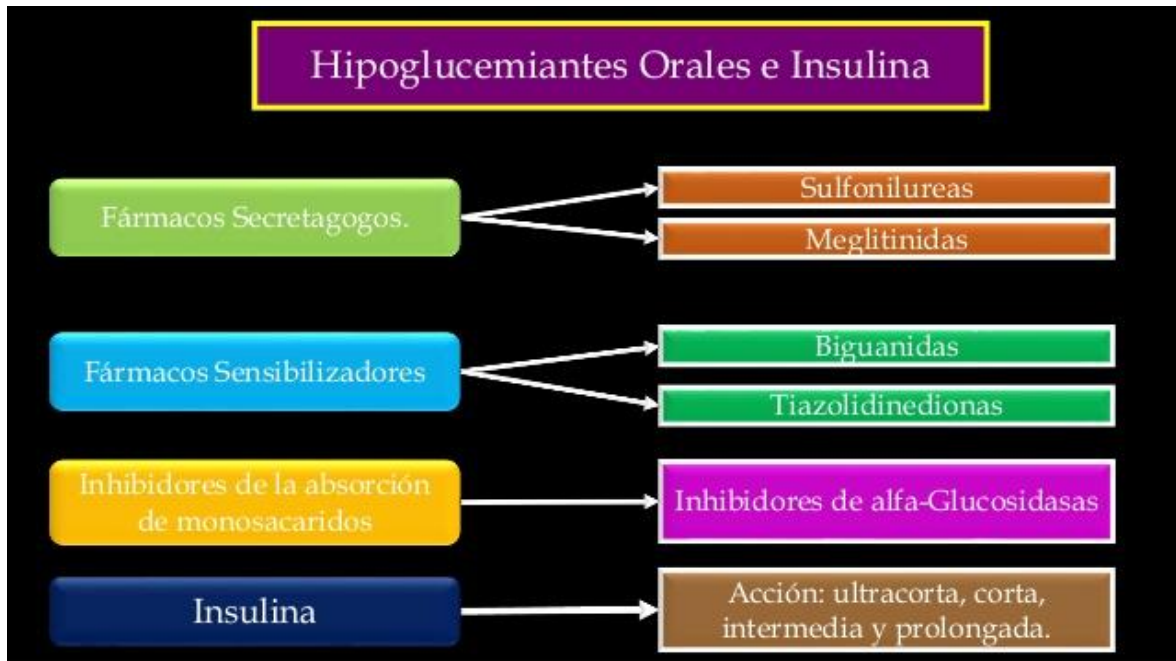 Hipoglucemiantes Orales e Insulina
Fármacos Secretagogos.
Sulfonilureas
Meglitinidas
Fármacos Sensibilizadores
Biguanidas
Tiazolidinedionas
Inhibidores de la absorción
de monosacaridos
Inhibidores de alfa-Glucosidasas
Insulina
Acción: ultracorta, corta,
intermedia y prolongada.